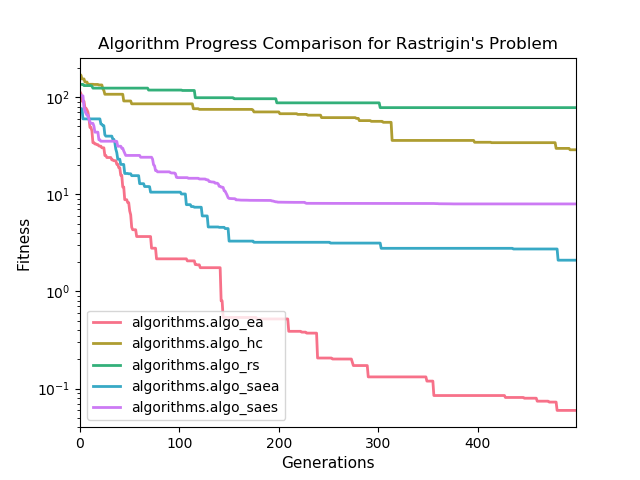 Algorithm Progress Comparison for Rastrigin's Problem
Fitness
10²
10¹
10⁰
10⁻¹
algorithms.algo_ea
algorithms.algo_hc
algorithms.algo_rs
algorithms.algo_saea
algorithms.algo_saes
0 100 200 300 400
Generations